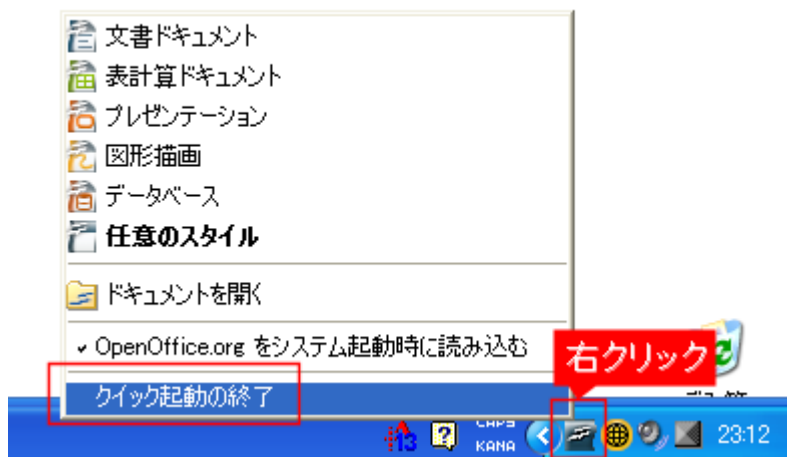 文書ドキュメント
表計算ドキュメント
プレゼンテーション
図形描画
データベース
任意のスタイル
ドキュメントを開く
OpenOffice.org をシステム起動時に読み込む
右クリック
クイック起動の終了
13
?
CAPS
KANA
23:12